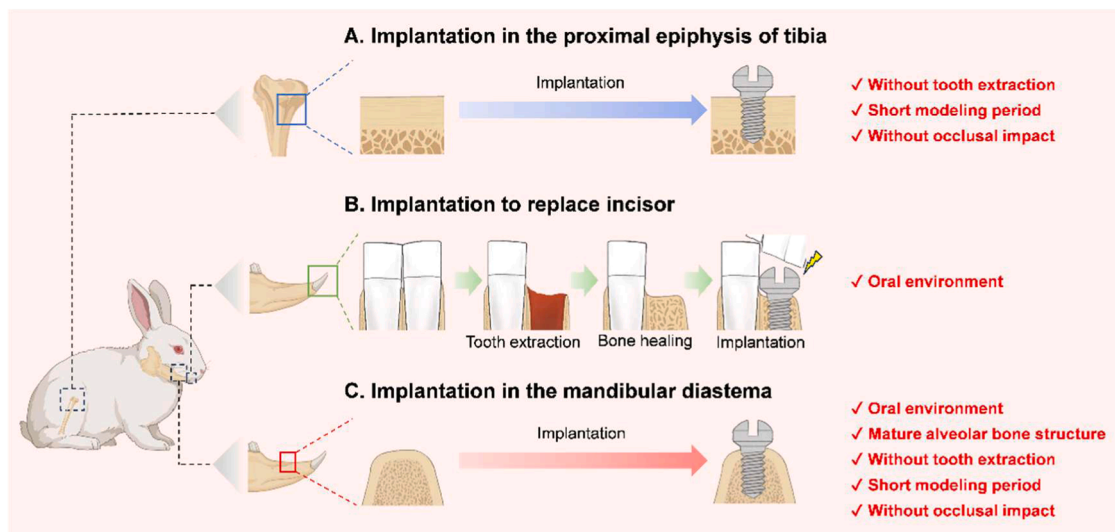 A. Implantation in the proximal epiphysis of tibia
Implantation
✓ Without tooth extraction
✓ Short modeling period
✓ Without occlusal impact
B. Implantation to replace incisor
Tooth extraction
Bone healing
Implantation
✓ Oral environment
C. Implantation in the mandibular diastema
Implantation
✓ Oral environment
✓ Mature alveolar bone structure
✓ Without tooth extraction
✓ Short modeling period
✓ Without occlusal impact